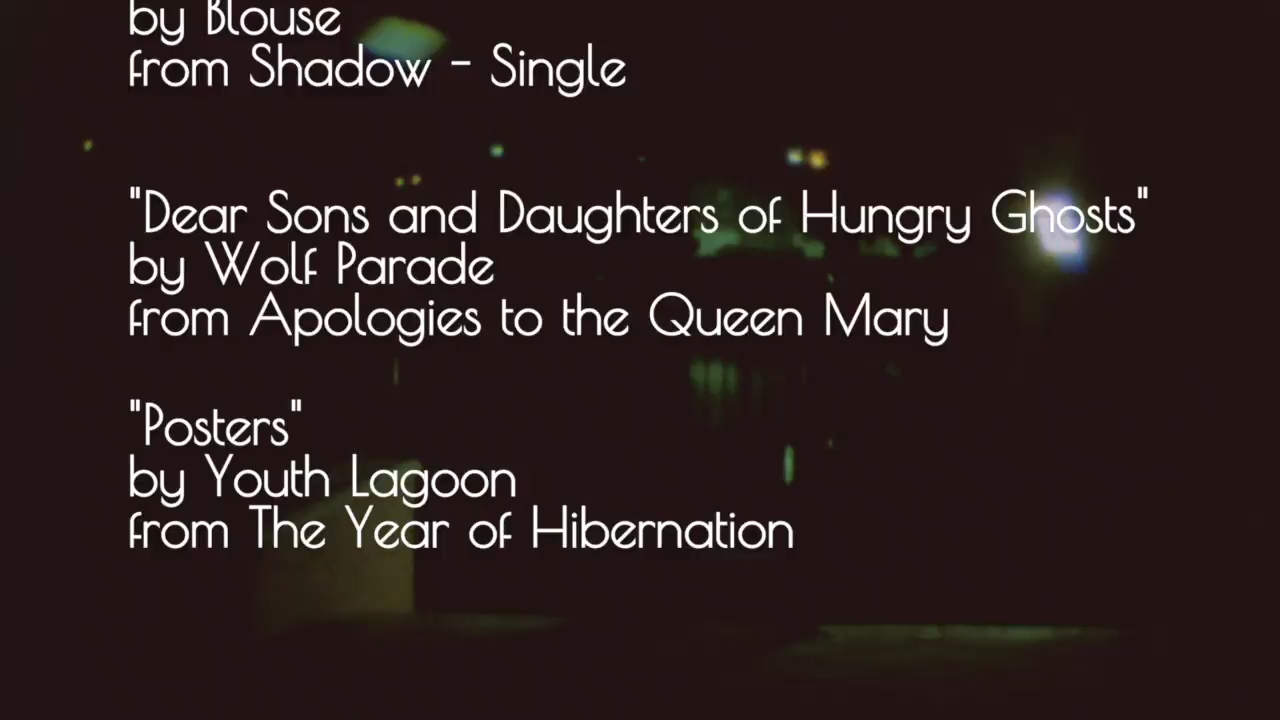 by Blouse
from Shadow - Single
"Dear Sons and Daughters of Hungry Ghosts"
by Wolf Parade
from Apologies to the Queen Mary
"Posters"
by Youth Lagoon
from The Year of Hibernation